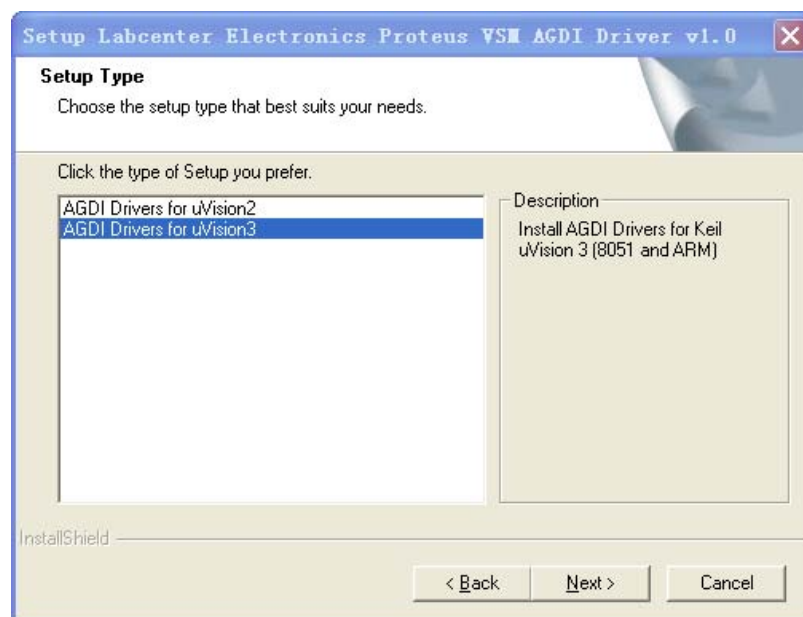 Setup Labcenter Electronics Proteus VSM AGDI Driver v1.0
Setup Type
Choose the setup type that best suits your needs.
Click the type of Setup you prefer.
AGDI Drivers for uVision2
AGDI Drivers for uVision3
Description
Install AGDI Drivers for Keil
uVision 3 (8051 and ARM)
InstallShield
< Back
Next >
Cancel